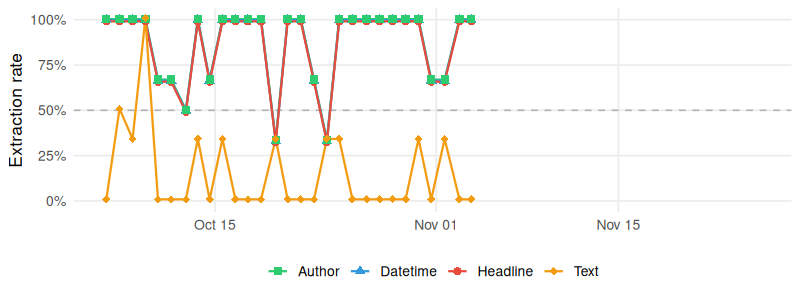 100%
75%
50%
25%
0%
Extraction rate
Oct 15 Nov 01 Nov 15
Author Datetime Headline Text